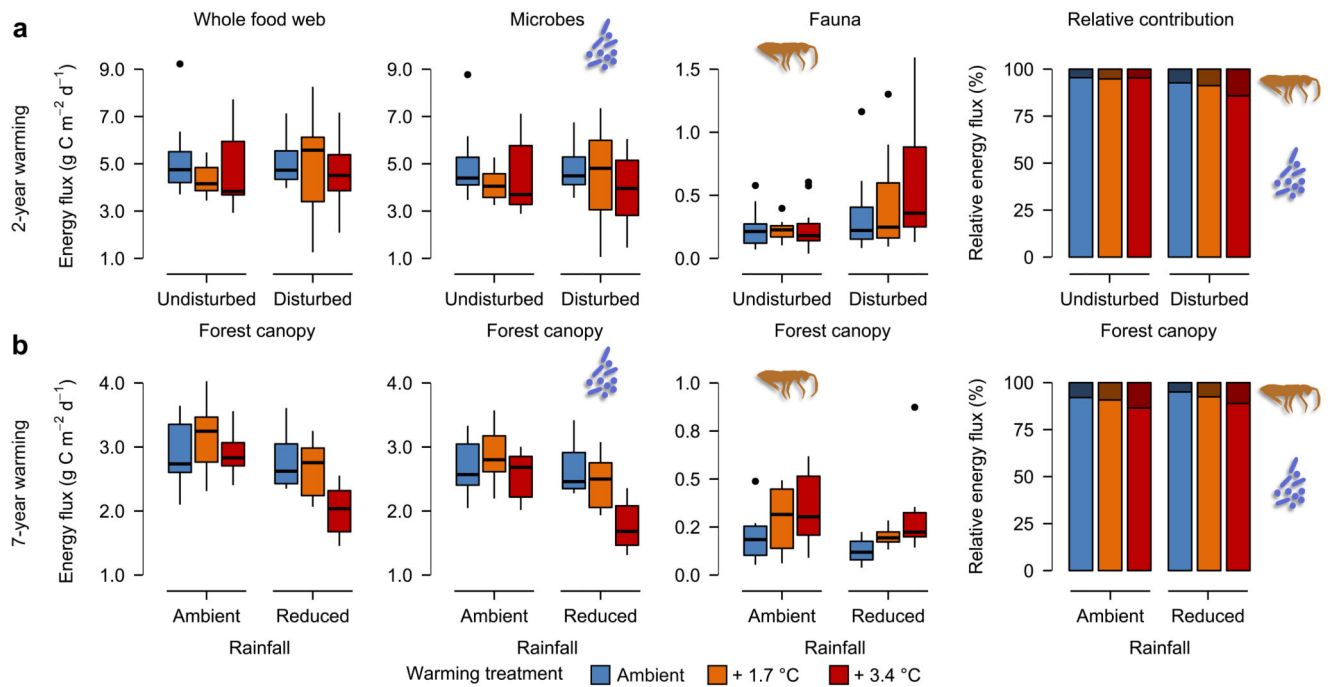 Whole food web Microbes Fauna Relative contribution
a
2-year warming
Energy flux (g C m⁻² d⁻¹)
9.0
7.0
5.0
3.0
1.0
Undisturbed Disturbed
Forest canopy
9.0
7.0
5.0
3.0
1.0
Undisturbed Disturbed
Forest canopy
1.5
1.0
0.5
0.0
Undisturbed Disturbed
Forest canopy
Relative energy flux (%)
100
75
50
25
0
Undisturbed Disturbed
Forest canopy
b
7-year warming
Energy flux (g C m⁻² d⁻¹)
4.0
3.0
2.0
1.0
Ambient Reduced
Rainfall
4.0
3.0
2.0
1.0
Ambient Reduced
Rainfall
1.0
0.8
0.5
0.2
0.0
Ambient Reduced
Rainfall
Relative energy flux (%)
100
75
50
25
0
Ambient Reduced
Rainfall
Warming treatment Ambient + 1.7 °C + 3.4 °C